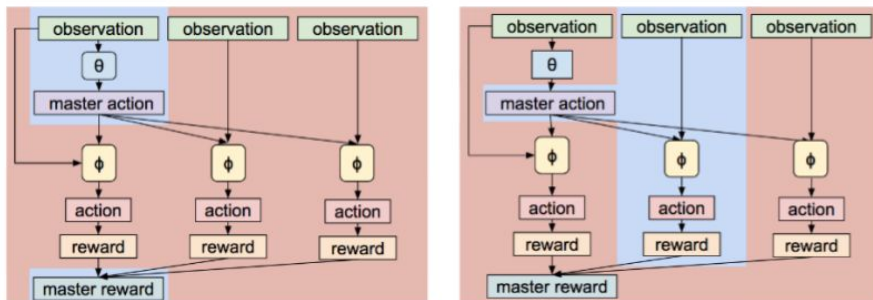 observation observation observation
θ
master action
ϕ ϕ ϕ
action action action
reward reward reward
master reward
observation observation observation
θ
master action
ϕ ϕ ϕ
action action action
reward reward reward
master reward